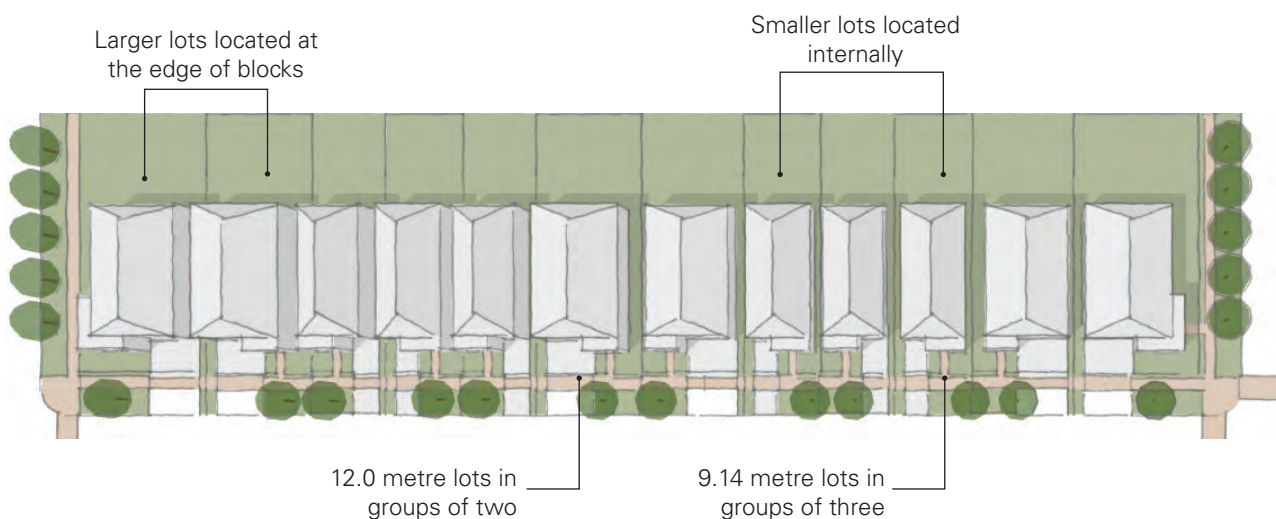 Larger lots located at
the edge of blocks
Smaller lots located
internally
12.0 metre lots in
groups of two
9.14 metre lots in
groups of three